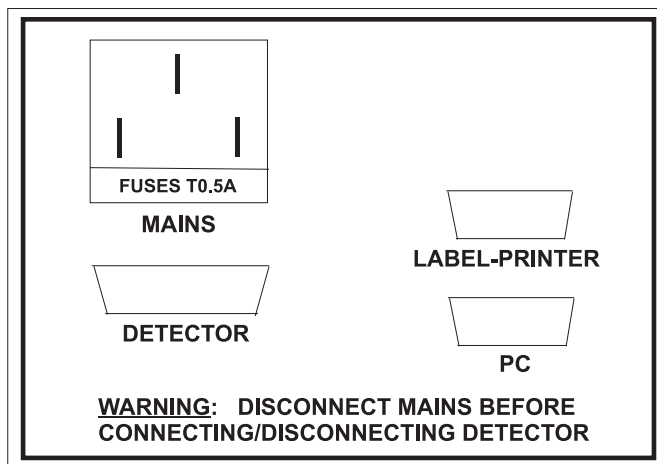 FUSES T0.5A
MAINS
LABEL-PRINTER
DETECTOR
PC
WARNING: DISCONNECT MAINS BEFORE
CONNECTING/DISCONNECTING DETECTOR